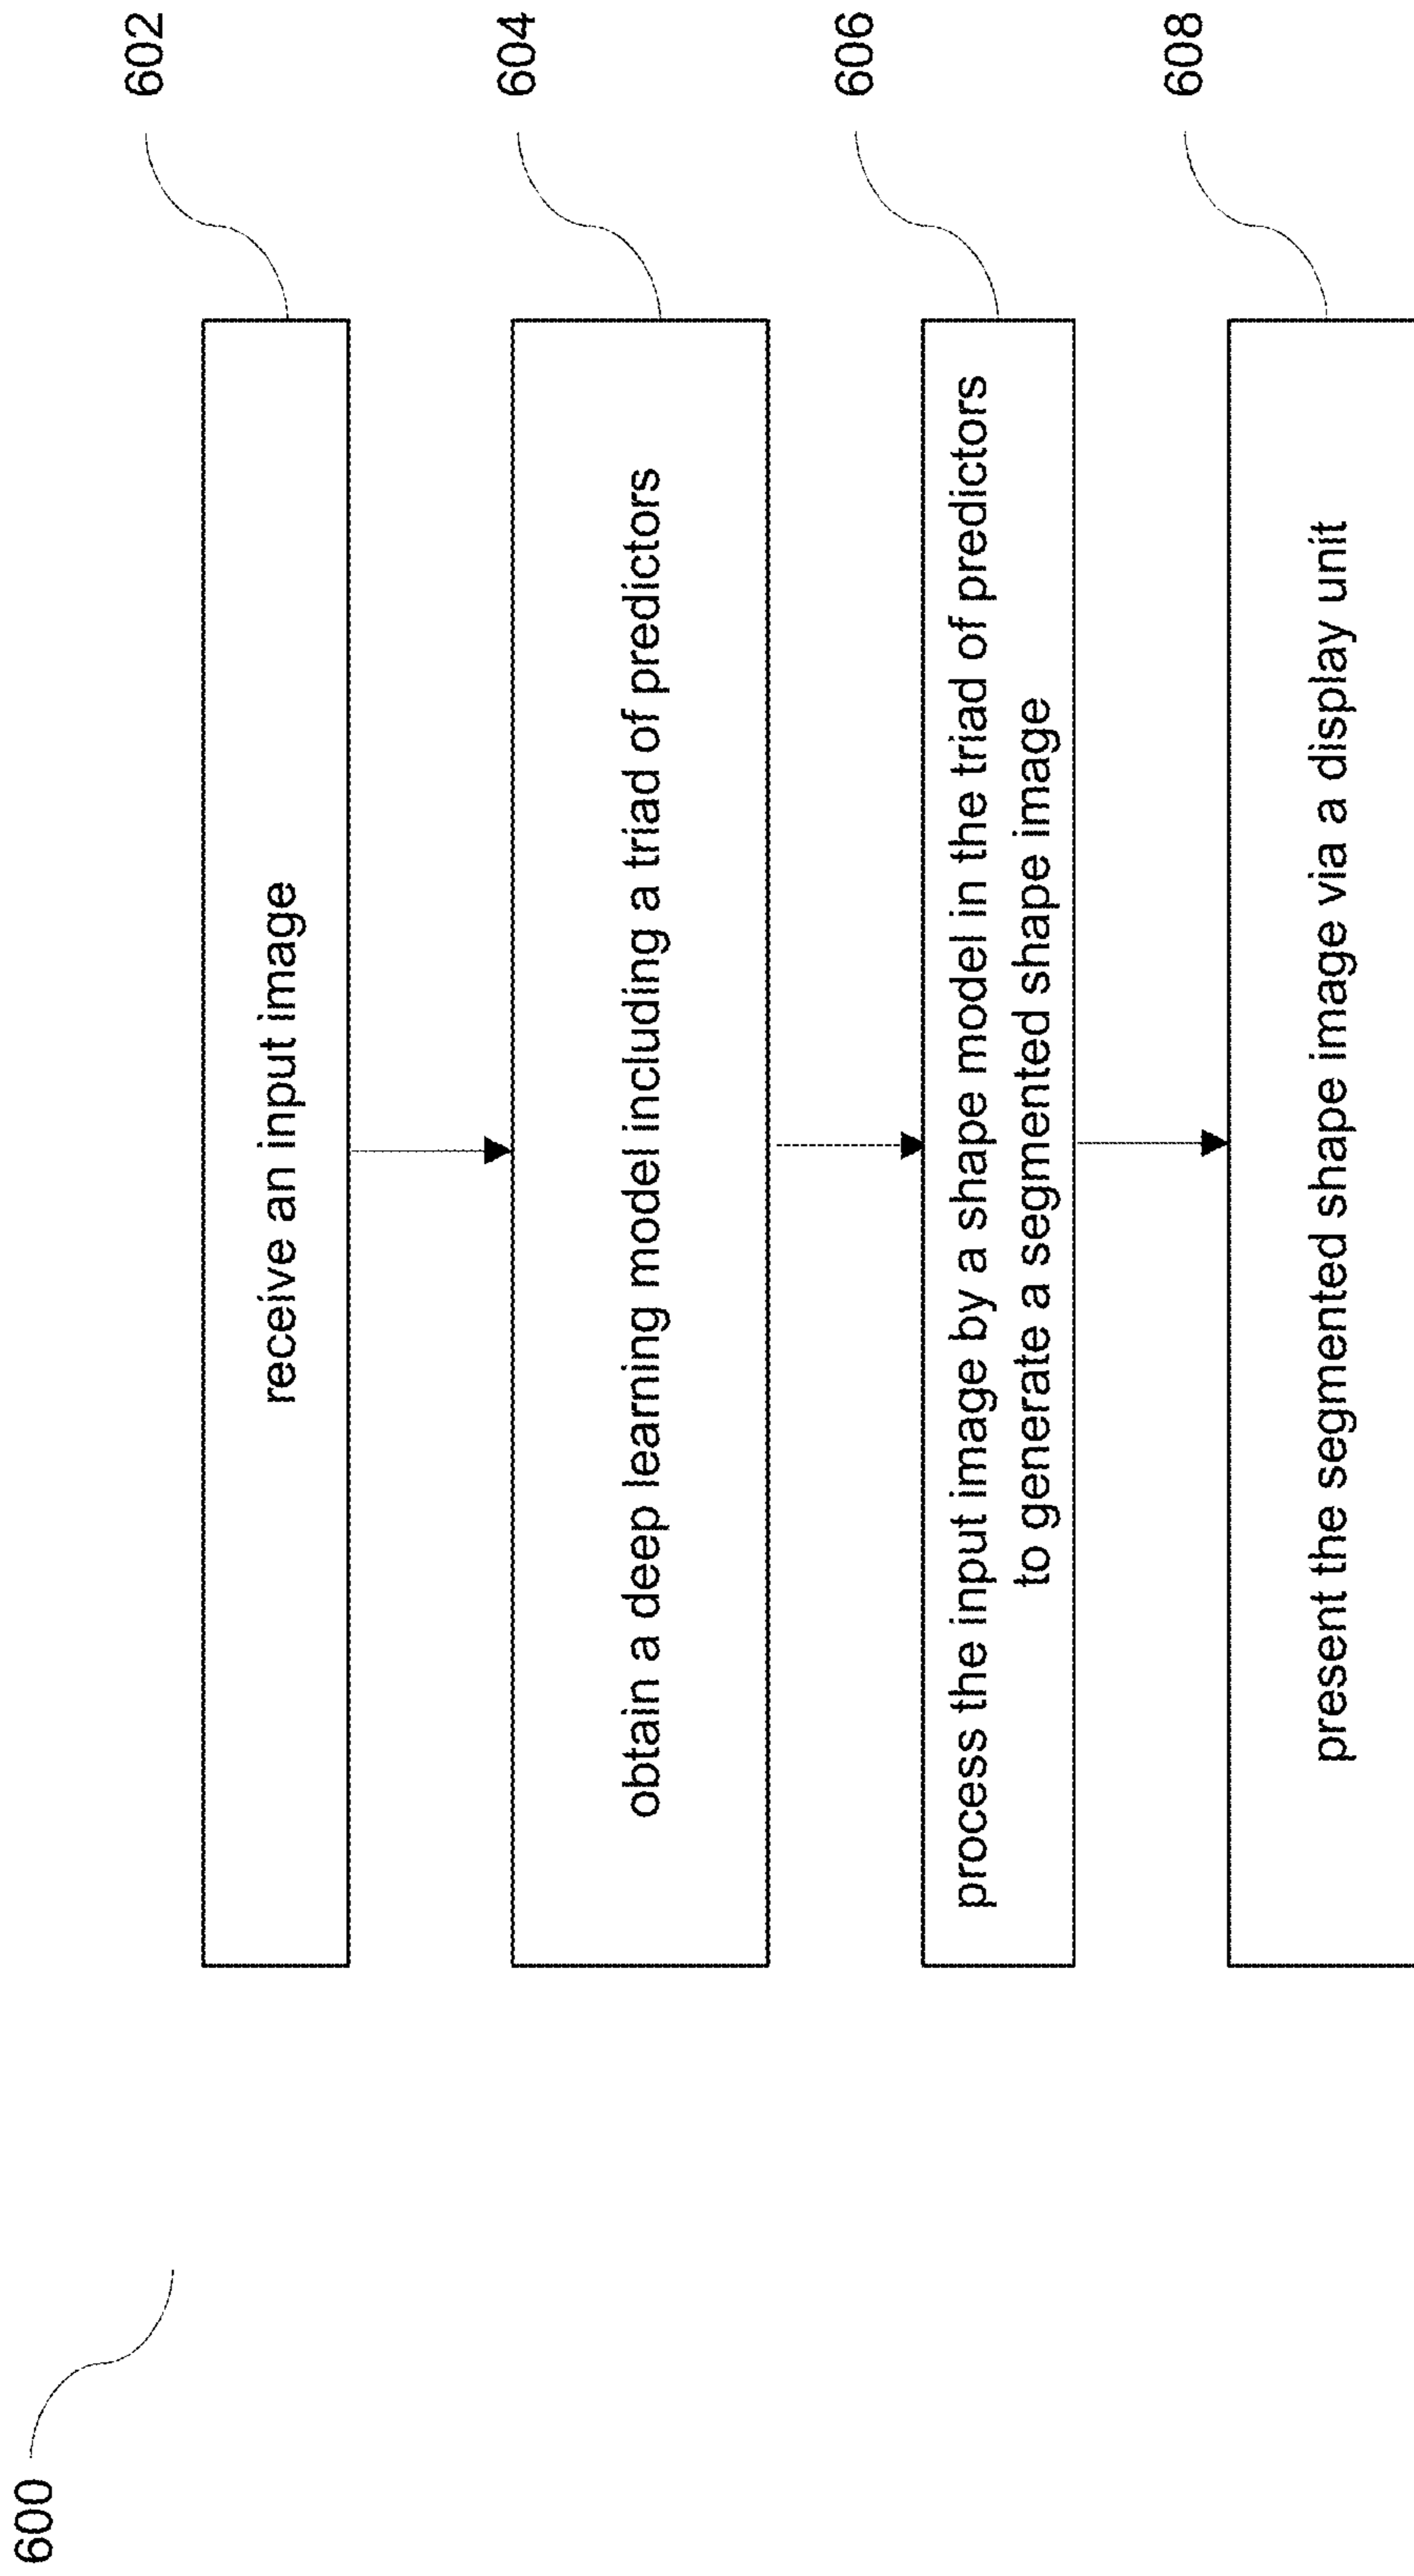 600
602
receive an input image
604
obtain a deep learning model including a triad of predictors
606
process the input image by a shape model in the triad of predictors
to generate a segmented shape image
608
present the segmented shape image via a display unit